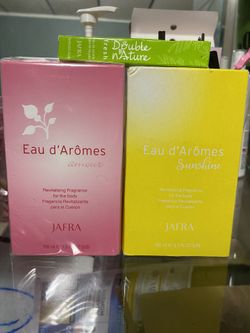 Double
fresh nAture
Eau d'Arômes
amour
Revitalizing Fragrance
for the body
Fragancia Revitalizante
para el Cuerpo
JAFRA
Eau d'Arômes
Sunshine
Revitalizing Fragrance
for the body
Fragancia Revitalizante
para el Cuerpo
JAFRA